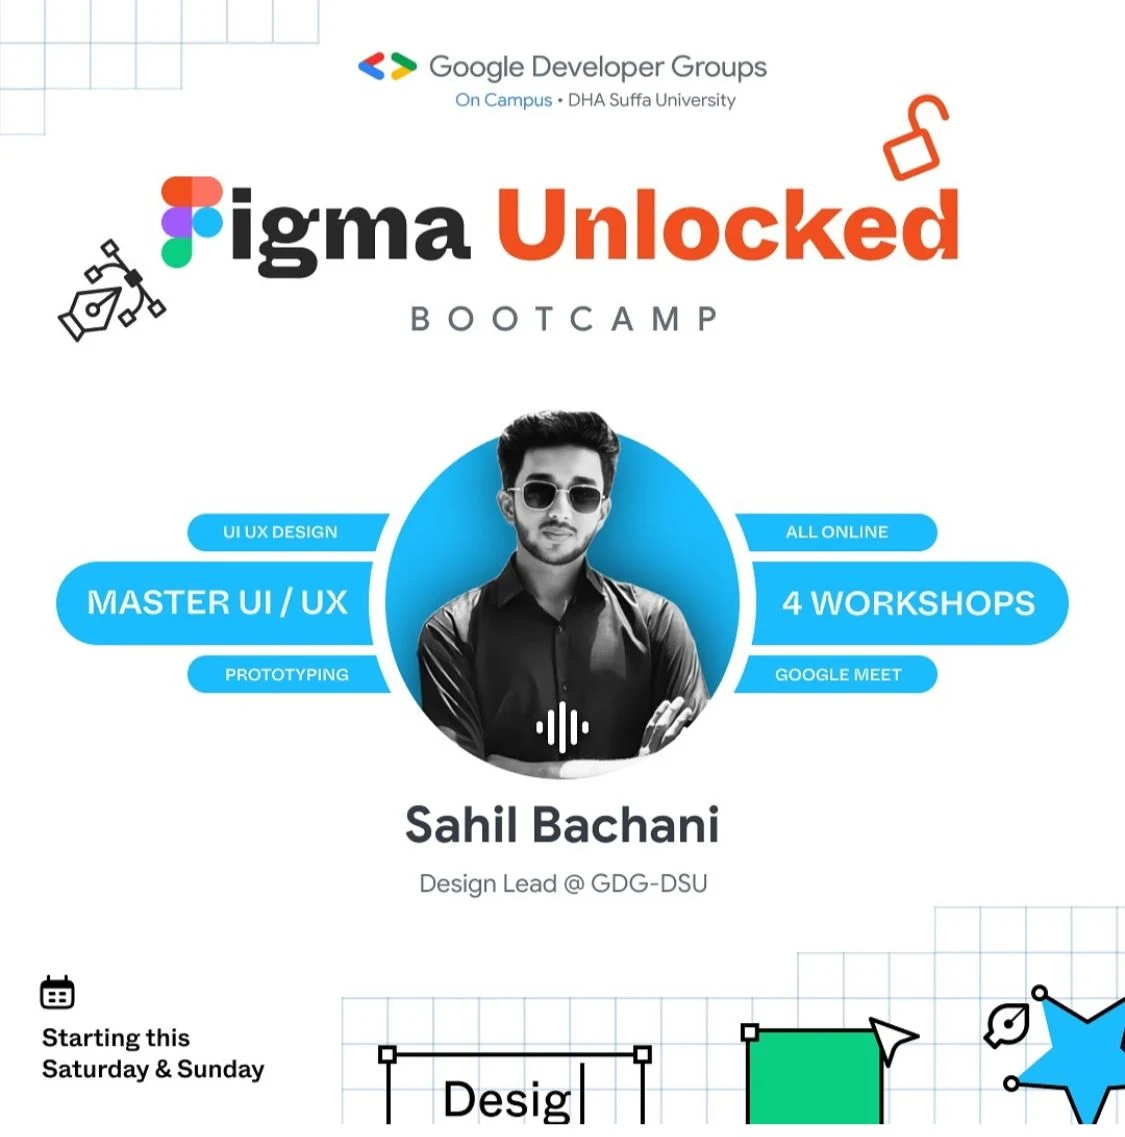 Google Developer Groups
On Campus • DHA Suffa University
Figma Unlocked
BOOTCAMP
UI UX DESIGN
MASTER UI / UX
PROTOTYPING
ALL ONLINE
4 WORKSHOPS
GOOGLE MEET
Sahil Bachani
Design Lead @ GDG-DSU
Starting this
Saturday & Sunday
Desig